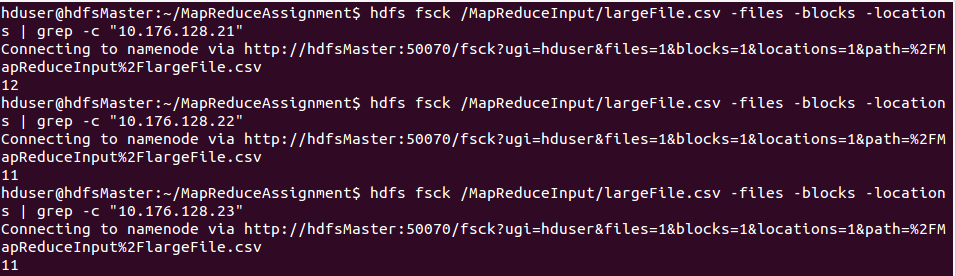 hduser@hdfsMaster:~/MapReduceAssignment$ hdfs fsck /MapReduceInput/largeFile.csv -files -blocks -location
s | grep -c "10.176.128.21"
Connecting to namenode via http://hdfsMaster:50070/fsck?ugi=hduser&files=1&blocks=1&locations=1&path=%2FM
apReduceInput%2FlargeFile.csv
12
hduser@hdfsMaster:~/MapReduceAssignment$ hdfs fsck /MapReduceInput/largeFile.csv -files -blocks -location
s | grep -c "10.176.128.22"
Connecting to namenode via http://hdfsMaster:50070/fsck?ugi=hduser&files=1&blocks=1&locations=1&path=%2FM
apReduceInput%2FlargeFile.csv
11
hduser@hdfsMaster:~/MapReduceAssignment$ hdfs fsck /MapReduceInput/largeFile.csv -files -blocks -location
s | grep -c "10.176.128.23"
Connecting to namenode via http://hdfsMaster:50070/fsck?ugi=hduser&files=1&blocks=1&locations=1&path=%2FM
apReduceInput%2FlargeFile.csv
11